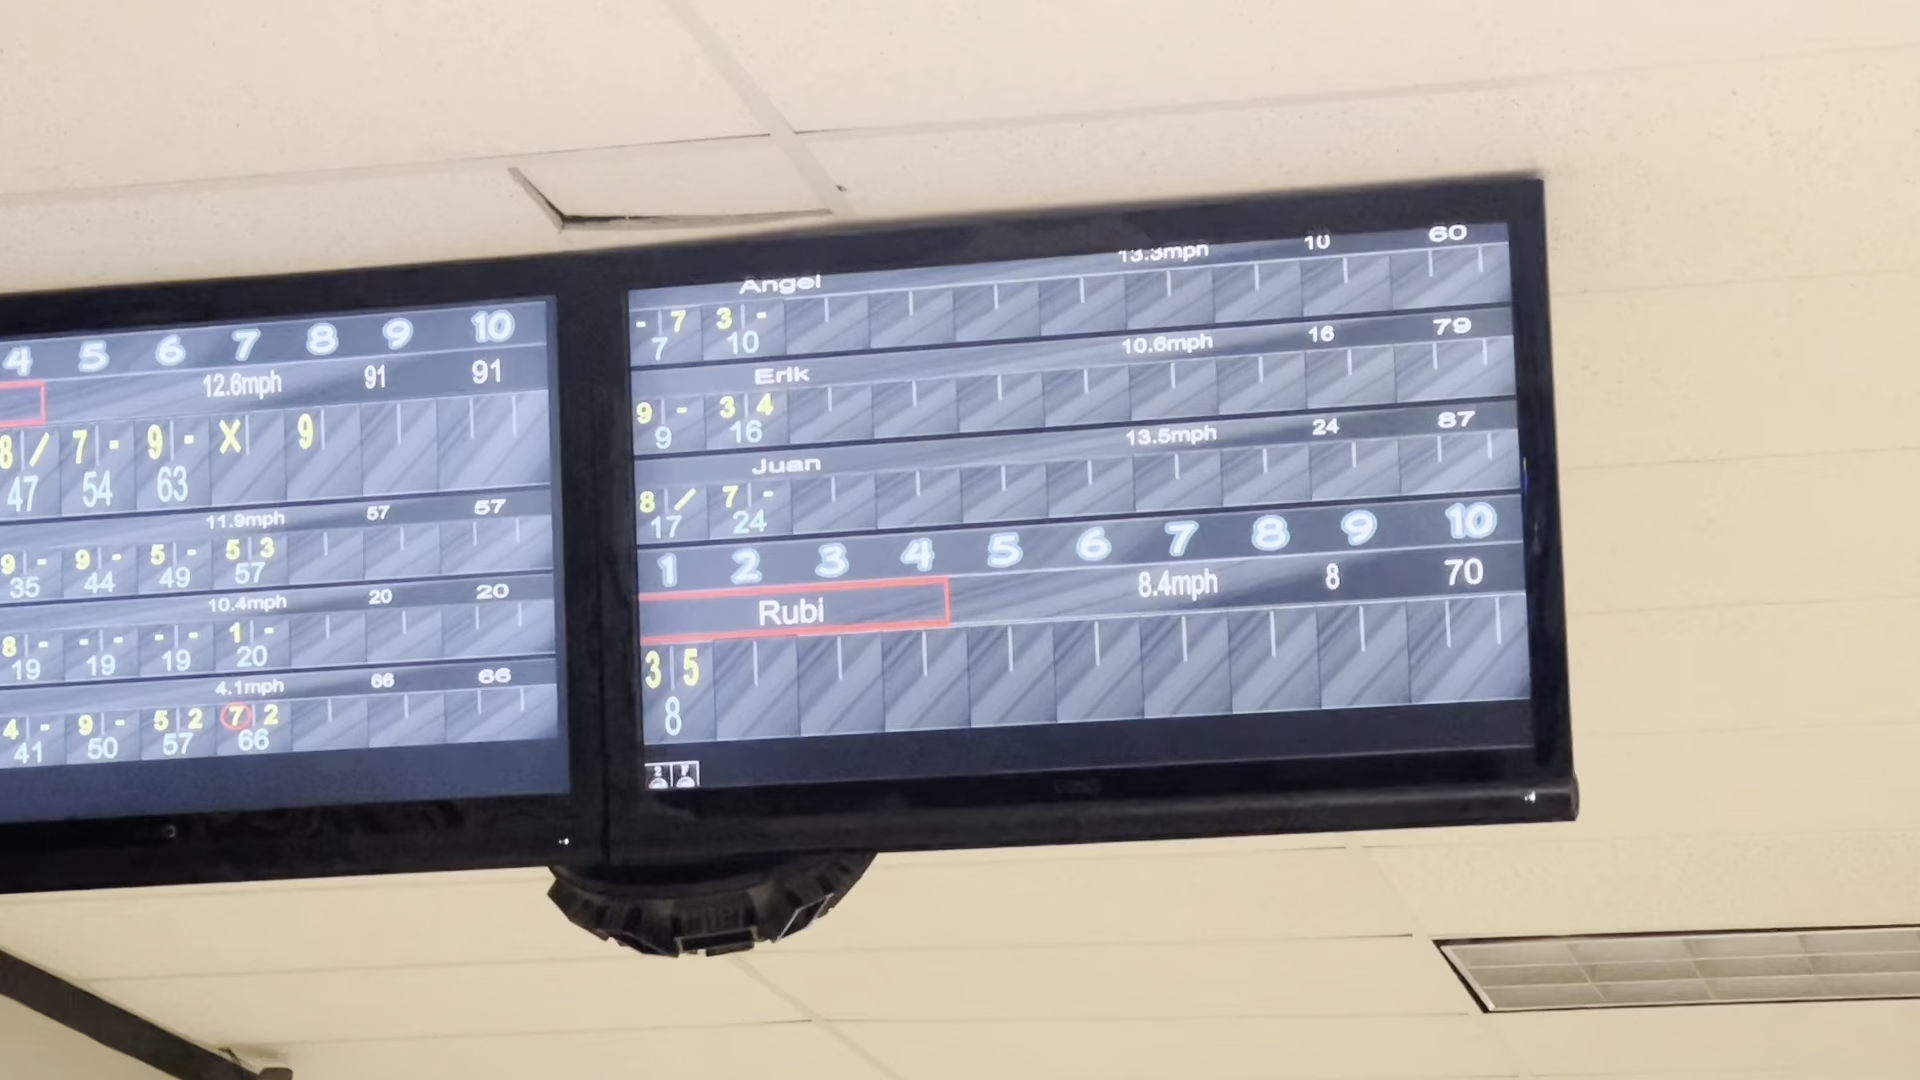 4 5 6 7 8 9 10
12.6mph 91 91
8 / 7 - 9 - X 9
47 54 63
11.9mph 57 57
9 - 9 - 5 - 5 3
35 44 49 57
10.4mph 20 20
8 - - - - - 1 -
19 19 19 20
4.1mph 66 66
4 - 9 - 5 2 7 2
41 50 57 66
Angel 13.3mph 10 60
- 7 3 -
7 10
Erik 10.6mph 16 79
9 - 3 4
9 16
Juan 13.5mph 24 87
8 / 7 -
17 24
1 2 3 4 5 6 7 8 9 10
Rubi 8.4mph 8 70
3 5
8